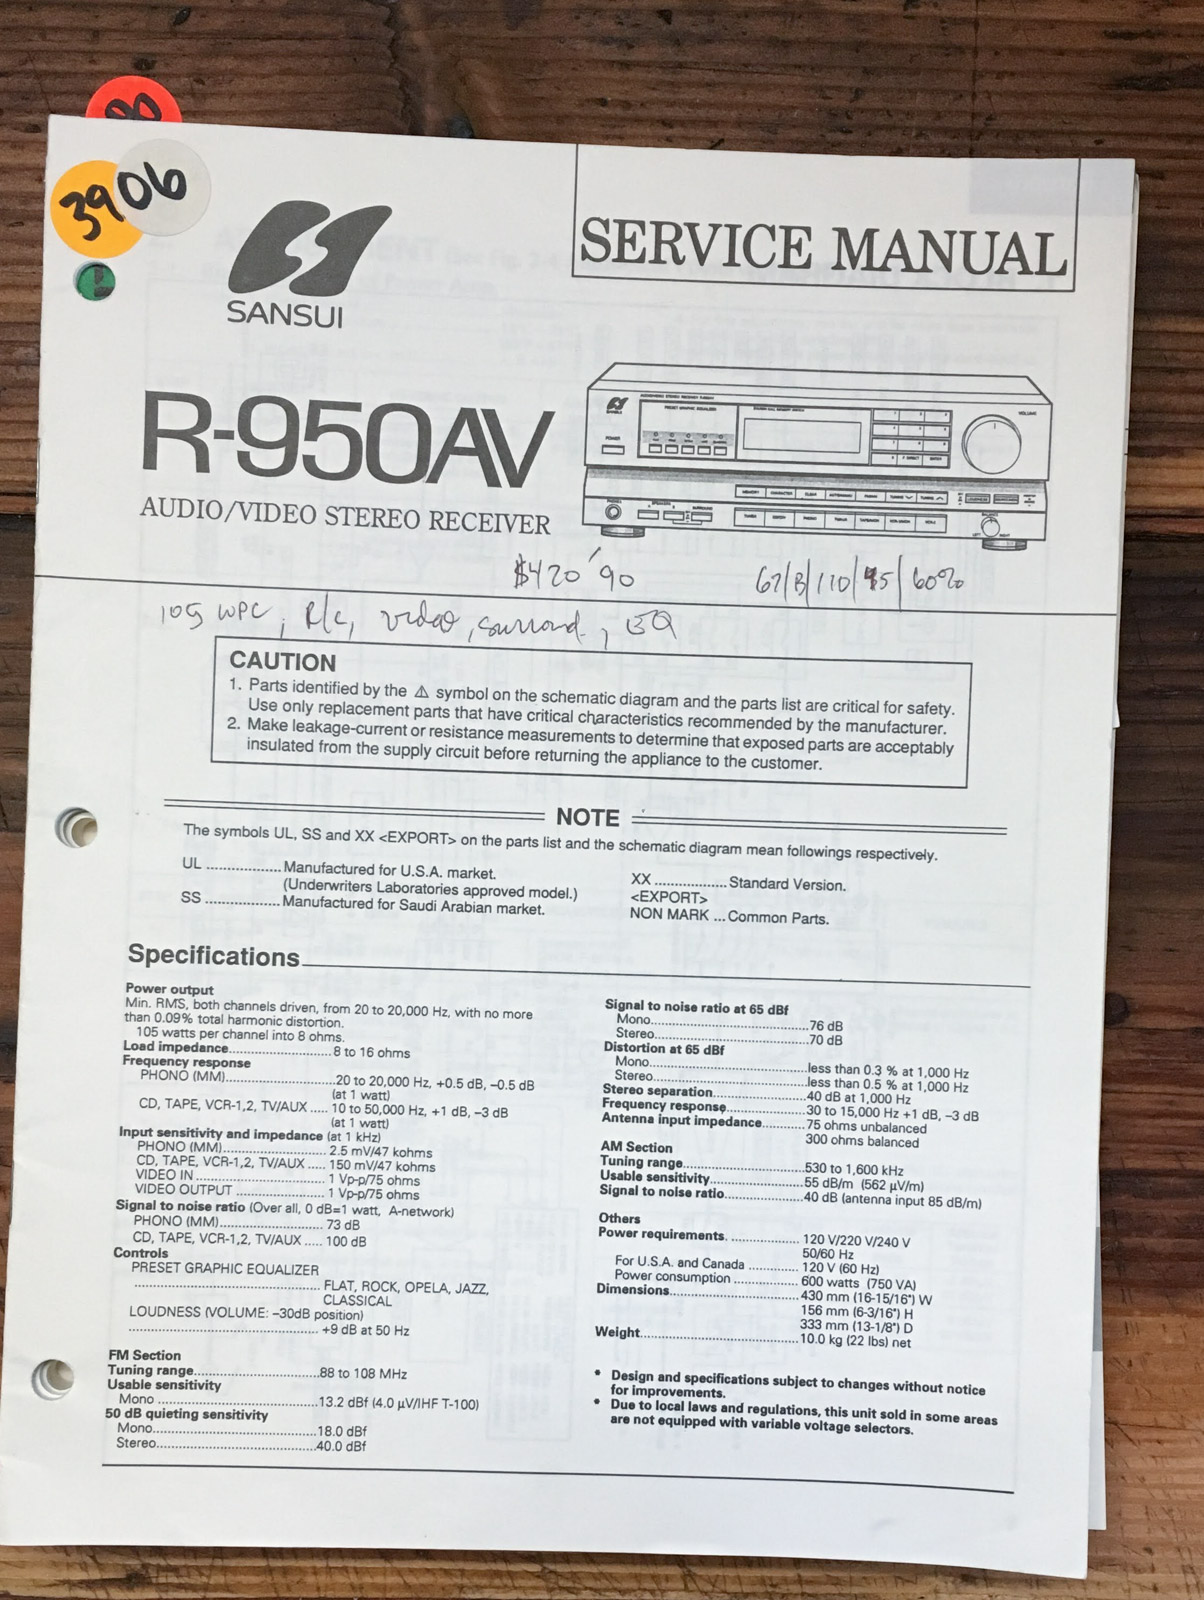 3906
L
SANSUI
SERVICE MANUAL
R-950AV
AUDIO/VIDEO STEREO RECEIVER
SANSUI
POWER
PRESET GRAPHIC EQUALIZER
VOLUME
$420 '90
67/B/110/95/60%
105 WPC, R/C, video, surround, EQ
CAUTION
1. Parts identified by the ⚠ symbol on the schematic diagram and the parts list are critical for safety.
Use only replacement parts that have critical characteristics recommended by the manufacturer.
2. Make leakage-current or resistance measurements to determine that exposed parts are acceptably
insulated from the supply circuit before returning the appliance to the customer.
NOTE
The symbols UL, SS and XX <EXPORT> on the parts list and the schematic diagram mean followings respectively.
UL .................. Manufactured for U.S.A. market.
(Underwriters Laboratories approved model.)
SS .................. Manufactured for Saudi Arabian market.
XX .................. Standard Version.
<EXPORT>
NON MARK ... Common Parts.
Specifications
Power output
Min. RMS, both channels driven, from 20 to 20,000 Hz, with no more
than 0.09% total harmonic distortion.
105 watts per channel into 8 ohms.
Load impedance.........................8 to 16 ohms
Frequency response
PHONO (MM)..........................20 to 20,000 Hz, +0.5 dB, –0.5 dB
(at 1 watt)
CD, TAPE, VCR-1,2, TV/AUX ..... 10 to 50,000 Hz, +1 dB, –3 dB
(at 1 watt)
Input sensitivity and impedance (at 1 kHz)
PHONO (MM)......................... 2.5 mV/47 kohms
CD, TAPE, VCR-1,2, TV/AUX ..... 150 mV/47 kohms
VIDEO IN ............................... 1 Vp-p/75 ohms
VIDEO OUTPUT ..................... 1 Vp-p/75 ohms
Signal to noise ratio (Over all, 0 dB=1 watt, A-network)
PHONO (MM)......................... 73 dB
CD, TAPE, VCR-1,2, TV/AUX ..... 100 dB
Controls
PRESET GRAPHIC EQUALIZER
............................................. FLAT, ROCK, OPELA, JAZZ,
CLASSICAL
LOUDNESS (VOLUME: –30dB position)
............................................. +9 dB at 50 Hz
FM Section
Tuning range..............................88 to 108 MHz
Usable sensitivity
Mono ......................................13.2 dBf (4.0 μV/IHF T-100)
50 dB quieting sensitivity
Mono.......................................18.0 dBf
Stereo......................................40.0 dBf
Signal to noise ratio at 65 dBf
Mono.......................................76 dB
Stereo......................................70 dB
Distortion at 65 dBf
Mono.......................................less than 0.3 % at 1,000 Hz
Stereo......................................less than 0.5 % at 1,000 Hz
Stereo separation......................40 dB at 1,000 Hz
Frequency response...................30 to 15,000 Hz +1 dB, –3 dB
Antenna input impedance..........75 ohms unbalanced
300 ohms balanced
AM Section
Tuning range.............................530 to 1,600 kHz
Usable sensitivity......................55 dB/m (562 μV/m)
Signal to noise ratio...................40 dB (antenna input 85 dB/m)
Others
Power requirements. ................. 120 V/220 V/240 V
50/60 Hz
For U.S.A. and Canada ............ 120 V (60 Hz)
Power consumption ................ 600 watts (750 VA)
Dimensions................................430 mm (16-15/16") W
156 mm (6-3/16") H
333 mm (13-1/8") D
Weight.......................................10.0 kg (22 lbs) net
* Design and specifications subject to changes without notice
for improvements.
* Due to local laws and regulations, this unit sold in some areas
are not equipped with variable voltage selectors.